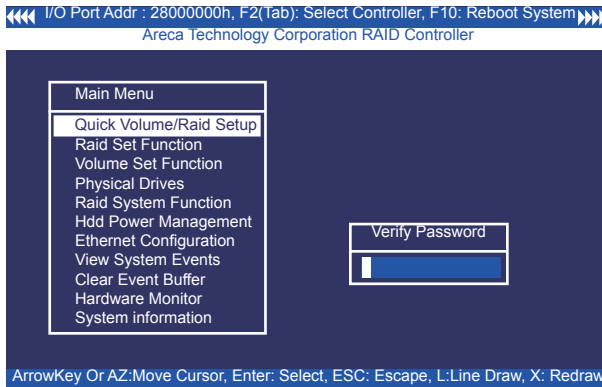 I/O Port Addr : 28000000h, F2(Tab): Select Controller, F10: Reboot System
Areca Technology Corporation RAID Controller
Main Menu
Quick Volume/Raid Setup
Raid Set Function
Volume Set Function
Physical Drives
Raid System Function
Hdd Power Management
Ethernet Configuration
View System Events
Clear Event Buffer
Hardware Monitor
System information
Verify Password
ArrowKey Or AZ:Move Cursor, Enter: Select, ESC: Escape, L:Line Draw, X: Redraw